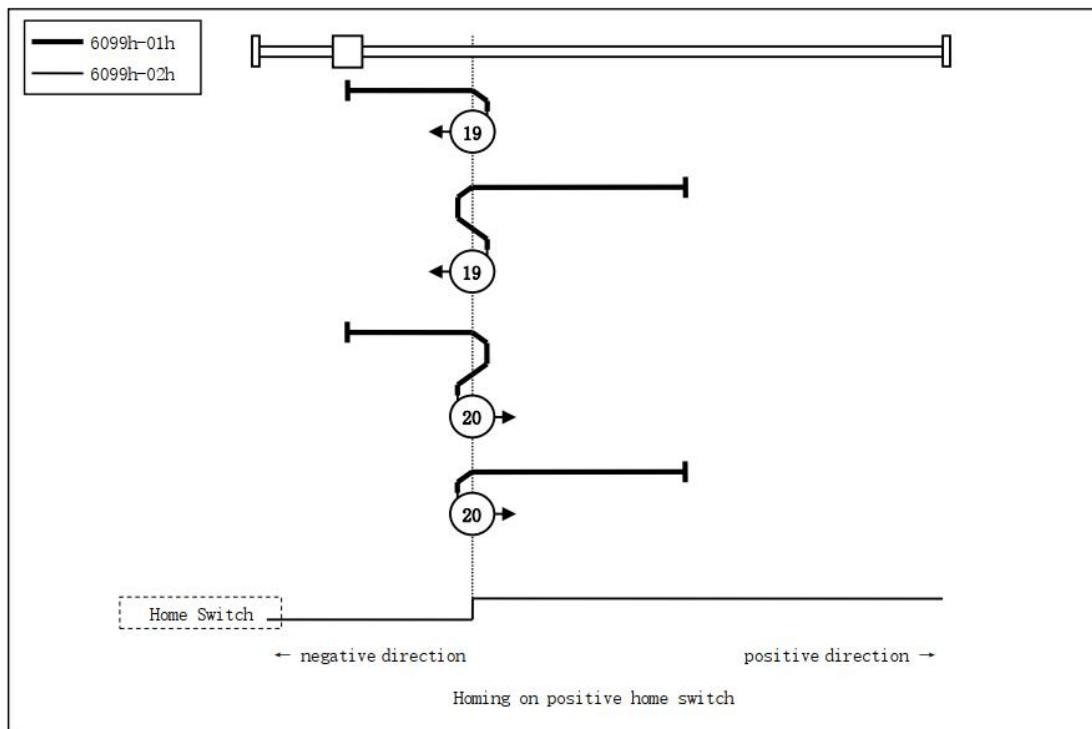 6099h-01h
6099h-02h
19
19
20
20
Home Switch
← negative direction
positive direction →
Homing on positive home switch